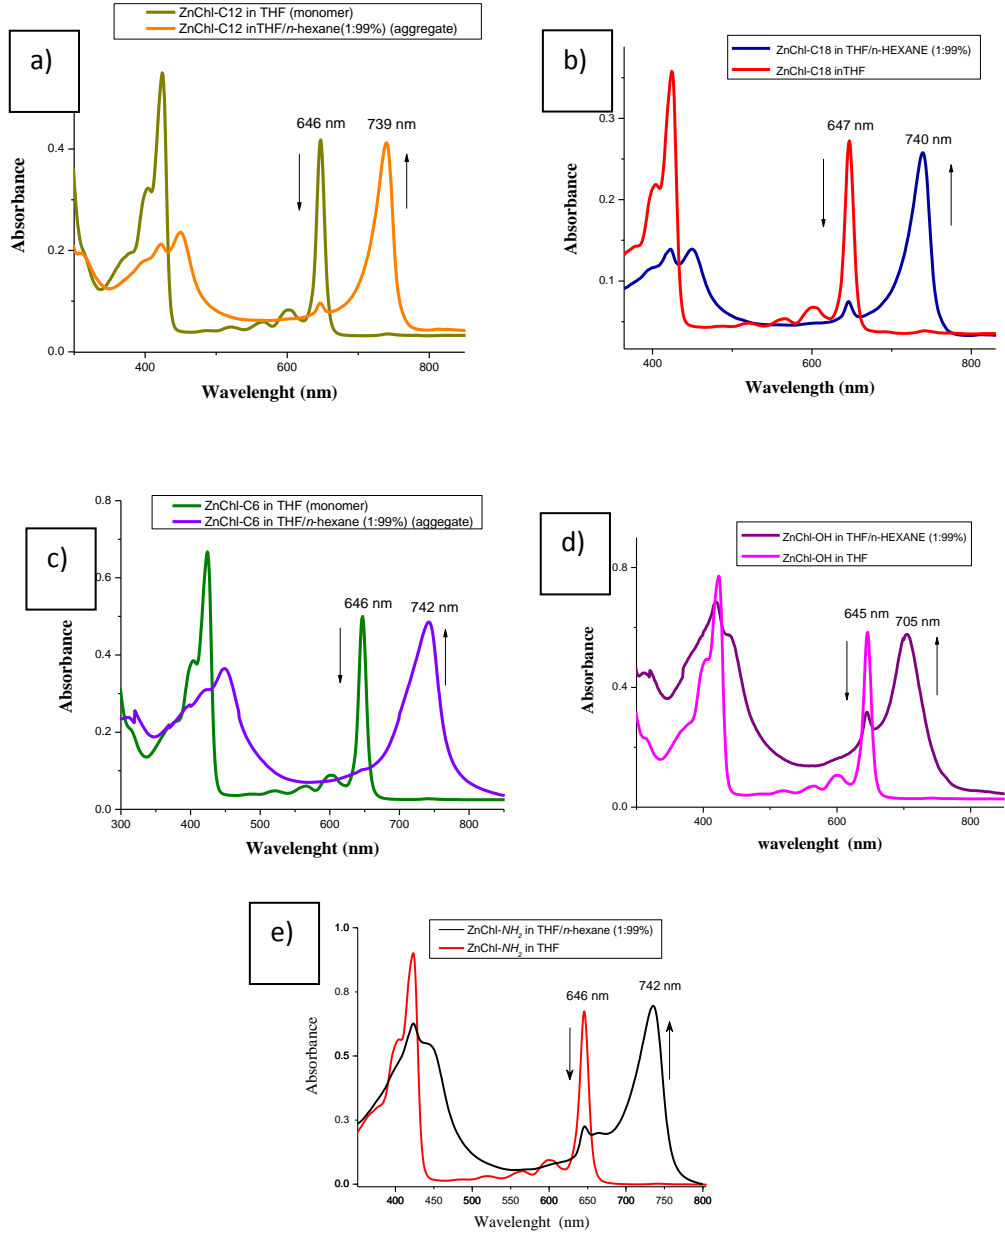 a)
ZnChl-C12 in THF (monomer)
ZnChl-C12 inTHF/n-hexane(1:99%) (aggregate)
646 nm
739 nm
0.4
0.2
0.0
Absorbance
400
600
800
Wavelenght (nm)
b)
ZnChl-C18 in THF/n-HEXANE (1:99%)
ZnChl-C18 inTHF
647 nm
740 nm
0.3
0.2
0.1
Absorbance
400
600
800
Wavelength (nm)
c)
ZnChl-C6 in THF (monomer)
ZnChl-C6 in THF/n-hexane (1:99%) (aggegate)
646 nm
742 nm
0.8
0.6
0.4
0.2
0.0
Absorbance
300
400
500
600
700
800
Wavelenght (nm)
d)
ZnChl-OH in THF/n-HEXANE (1:99%)
ZnChl-OH in THF
645 nm
705 nm
0.8
0.4
0.0
Absorbance
400
600
800
wavelenght (nm)
e)
ZnChl-NH2 in THF/n-hexane (1:99%)
ZnChl-NH2 in THF
646 nm
742 nm
1.0
0.8
0.5
0.3
0.0
Absorbance
400
450
500
550
600
650
700
750
800
Wavelenght (nm)